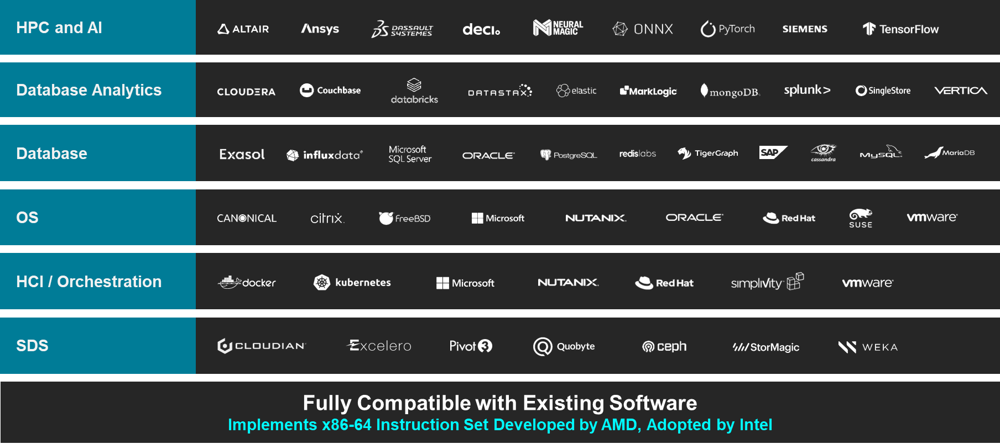 HPC and AI
ALTAIR
Ansys
DASSAULT
SYSTEMES
deci.
NEURAL
MAGIC
ONNX
PyTorch
SIEMENS
TensorFlow
Database Analytics
CLOUDERA
Couchbase
databricks
DATASTAX
elastic
MarkLogic
mongoDB
splunk>
SingleStore
VERTICA
Database
Exasol
influxdata®
Microsoft
SQL Server
ORACLE®
PostgreSQL
redislabs
TigerGraph
SAP
cassandra
MySQL
MariaDB
OS
CANONICAL
citrix
FreeBSD
Microsoft
NUTANIX
ORACLE®
Red Hat
SUSE
vmware®
HCI / Orchestration
docker
kubernetes
Microsoft
NUTANIX
Red Hat
simplivity
vmware®
SDS
CLOUDIAN
Excelero
Pivot3
Quobyte
ceph
StorMagic
WEKA
Fully Compatible with Existing Software
Implements x86-64 Instruction Set Developed by AMD, Adopted by Intel